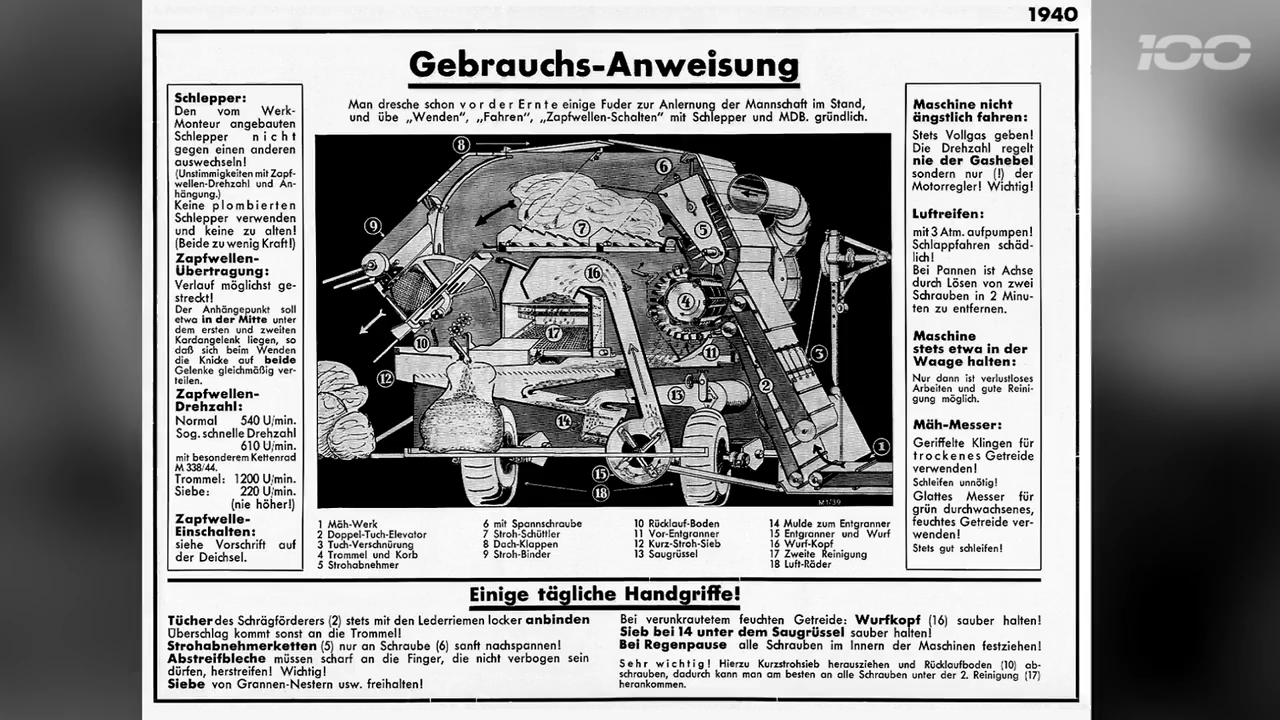 1940
100
Gebrauchs-Anweisung
Man dresche schon vor der Ernte einige Fuder zur Anlernung der Mannschaft im Stand,
und übe „Wenden“, „Fahren“, „Zapfwellen-Schalten“ mit Schlepper und MDB. gründlich.
Schlepper:
Den vom Werk-
Monteur angebauten
Schlepper nicht
gegen einen anderen
auswechseln!
(Unstimmigkeiten mit Zapf-
wellen-Drehzahl und An-
hängung.)
Keine plombierten
Schlepper verwenden
und keine zu alten!
(Beide zu wenig Kraft!)
Zapfwellen-
Übertragung:
Verlauf möglichst ge-
streckt!
Der Anhängepunkt soll
etwa in der Mitte unter
dem ersten und zweiten
Kardangelenk liegen, so
daß sich beim Wenden
die Knicke auf beide
Gelenke gleichmäßig ver-
teilen.
Zapfwellen-
Drehzahl:
Normal 540 U/min.
Sog. schnelle Drehzahl
610 U/min.
mit besonderem Kettenrad
M 338/44.
Trommel: 1200 U/min.
Siebe: 220 U/min.
(nie höher!)
Zapfwelle-
Einschalten:
siehe Vorschrift auf
der Deichsel.
8
6
9
7
5
16
4
17
10
11
3
12
2
13
14
1
15
18
M1/39
1 Mäh-Werk
2 Doppel-Tuch-Elevator
3 Tuch-Verschnürung
4 Trommel und Korb
5 Strohabnehmer
6 mit Spannschraube
7 Stroh-Schüttler
8 Dach-Klappen
9 Stroh-Binder
10 Rücklauf-Boden
11 Vor-Entgranner
12 Kurz-Stroh-Sieb
13 Saugrüssel
14 Mulde zum Entgranner
15 Entgranner und Wurf
16 Wurf-Kopf
17 Zweite Reinigung
18 Luft-Räder
Maschine nicht
ängstlich fahren:
Stets Vollgas geben!
Die Drehzahl regelt
nie der Gashebel
sondern nur (!) der
Motorregler! Wichtig!
Luftreifen:
mit 3 Atm. aufpumpen!
Schlappfahren schäd-
lich!
Bei Pannen ist Achse
durch Lösen von zwei
Schrauben in 2 Minu-
ten zu entfernen.
Maschine
stets etwa in der
Waage halten:
Nur dann ist verlustloses
Arbeiten und gute Reini-
gung möglich.
Mäh-Messer:
Geriffelte Klingen für
trockenes Getreide
verwenden!
Schleifen unnötig!
Glattes Messer für
grün durchwachsenes,
feuchtes Getreide ver-
wenden!
Stets gut schleifen!
Einige tägliche Handgriffe!
Tücher des Schrägförderers (2) stets mit den Lederriemen locker anbinden
Überschlag kommt sonst an die Trommel!
Strohabnehmerketten (5) nur an Schraube (6) sanft nachspannen!
Abstreifbleche müssen scharf an die Finger, die nicht verbogen sein
dürfen, herstreifen! Wichtig!
Siebe von Grannen-Nestern usw. freihalten!
Bei verunkrautetem feuchten Getreide: Wurfkopf (16) sauber halten!
Sieb bei 14 unter dem Saugrüssel sauber halten!
Bei Regenpause alle Schrauben im Innern der Maschinen festziehen!
Sehr wichtig! Hierzu Kurzstrohsieb herausziehen und Rücklaufboden (10) ab-
schrauben, dadurch kann man am besten an alle Schrauben unter der 2. Reinigung (17)
herankommen.